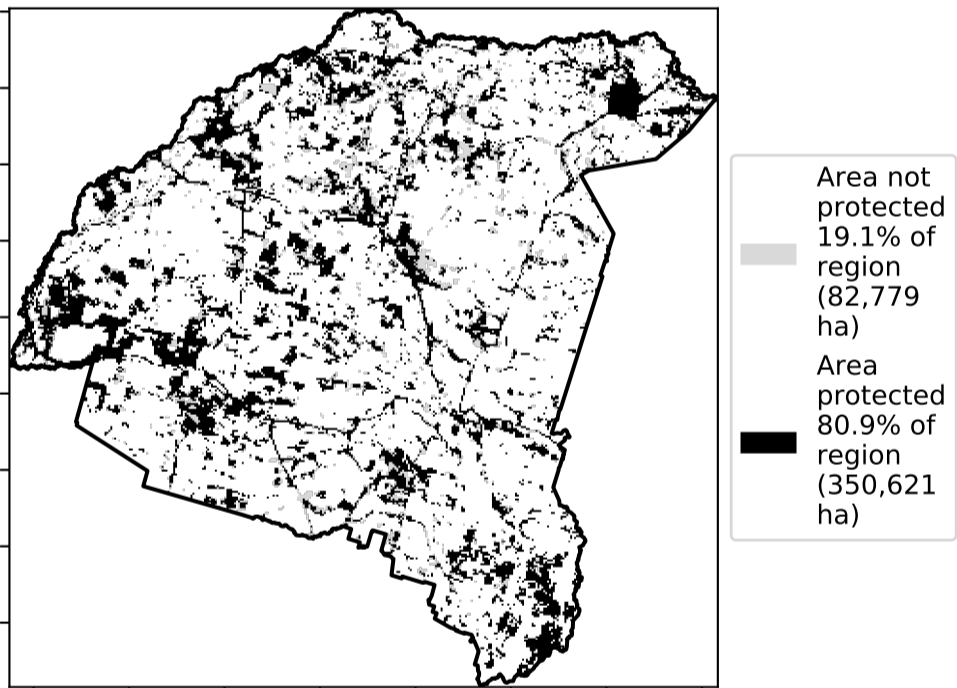 Area not
protected
19.1% of
region
(82,779
ha)
Area
protected
80.9% of
region
(350,621
ha)